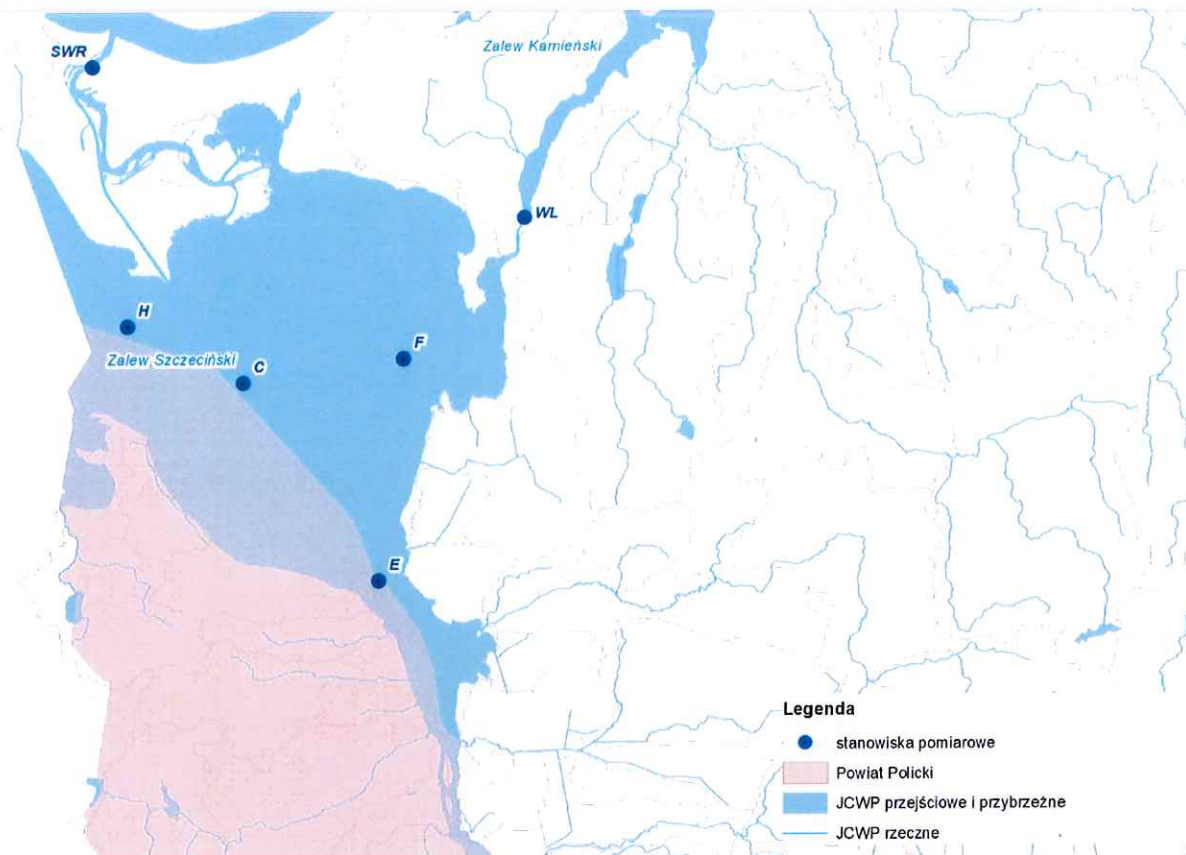 SWR
Zalew Kamieński
WL
H
Zalew Szczeciński
C
F
E
Legenda
stanowiska pomiarowe
Powiat Policki
JCWP przejściowe i przybrzeżne
JCWP rzeczne